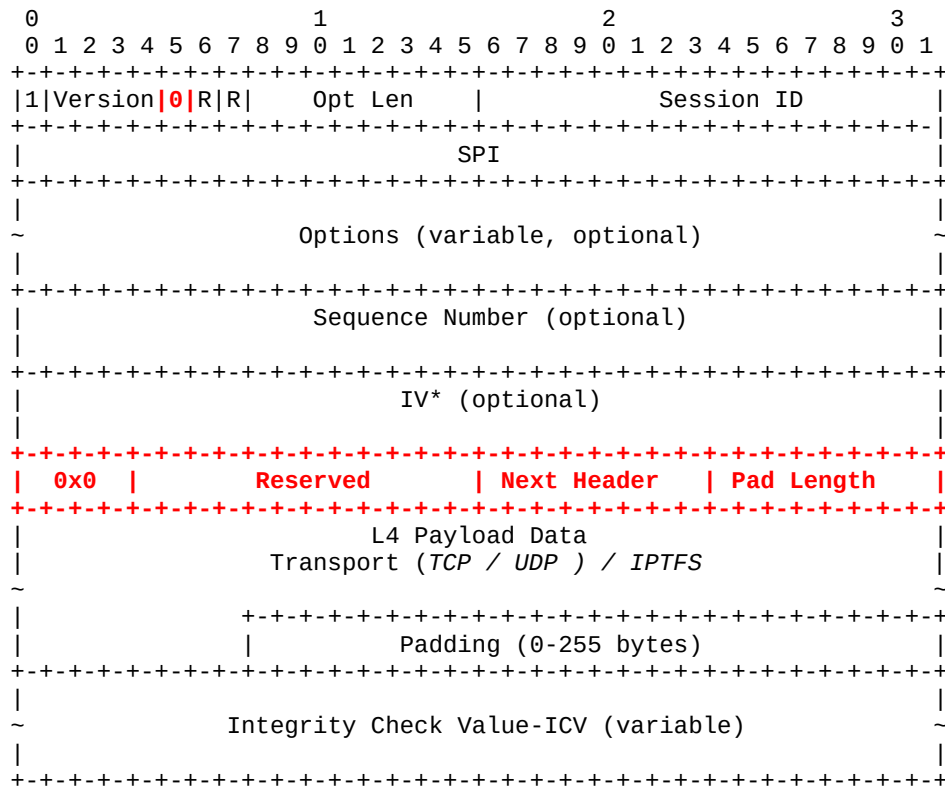 0                   1                   2                   3
 0 1 2 3 4 5 6 7 8 9 0 1 2 3 4 5 6 7 8 9 0 1 2 3 4 5 6 7 8 9 0 1
+-+-+-+-+-+-+-+-+-+-+-+-+-+-+-+-+-+-+-+-+-+-+-+-+-+-+-+-+-+-+-+-+
|1|Version|0|R|R|    Opt Len    |            Session ID         |
+-+-+-+-+-+-+-+-+-+-+-+-+-+-+-+-+-+-+-+-+-+-+-+-+-+-+-+-+-+-+-+-|
|                              SPI                              |
+-+-+-+-+-+-+-+-+-+-+-+-+-+-+-+-+-+-+-+-+-+-+-+-+-+-+-+-+-+-+-+-+
|                                                               |
~                   Options (variable, optional)                ~
|                                                               |
+-+-+-+-+-+-+-+-+-+-+-+-+-+-+-+-+-+-+-+-+-+-+-+-+-+-+-+-+-+-+-+-+
|                    Sequence Number (optional)                 |
|                                                               |
+-+-+-+-+-+-+-+-+-+-+-+-+-+-+-+-+-+-+-+-+-+-+-+-+-+-+-+-+-+-+-+-+
|                          IV* (optional)                       |
|                                                               |
+-+-+-+-+-+-+-+-+-+-+-+-+-+-+-+-+-+-+-+-+-+-+-+-+-+-+-+-+-+-+-+-+
|  0x0  |        Reserved       | Next Header   | Pad Length    |
+-+-+-+-+-+-+-+-+-+-+-+-+-+-+-+-+-+-+-+-+-+-+-+-+-+-+-+-+-+-+-+-+
|                        L4 Payload Data                        |
|                 Transport (TCP / UDP ) / IPTFS                |
~                                                               ~
|               +-+-+-+-+-+-+-+-+-+-+-+-+-+-+-+-+-+-+-+-+-+-+-+-+
|               |          Padding (0-255 bytes)                |
+-+-+-+-+-+-+-+-+-+-+-+-+-+-+-+-+-+-+-+-+-+-+-+-+-+-+-+-+-+-+-+-+
|                                                               |
~              Integrity Check Value-ICV (variable)             ~
|                                                               |
+-+-+-+-+-+-+-+-+-+-+-+-+-+-+-+-+-+-+-+-+-+-+-+-+-+-+-+-+-+-+-+-+